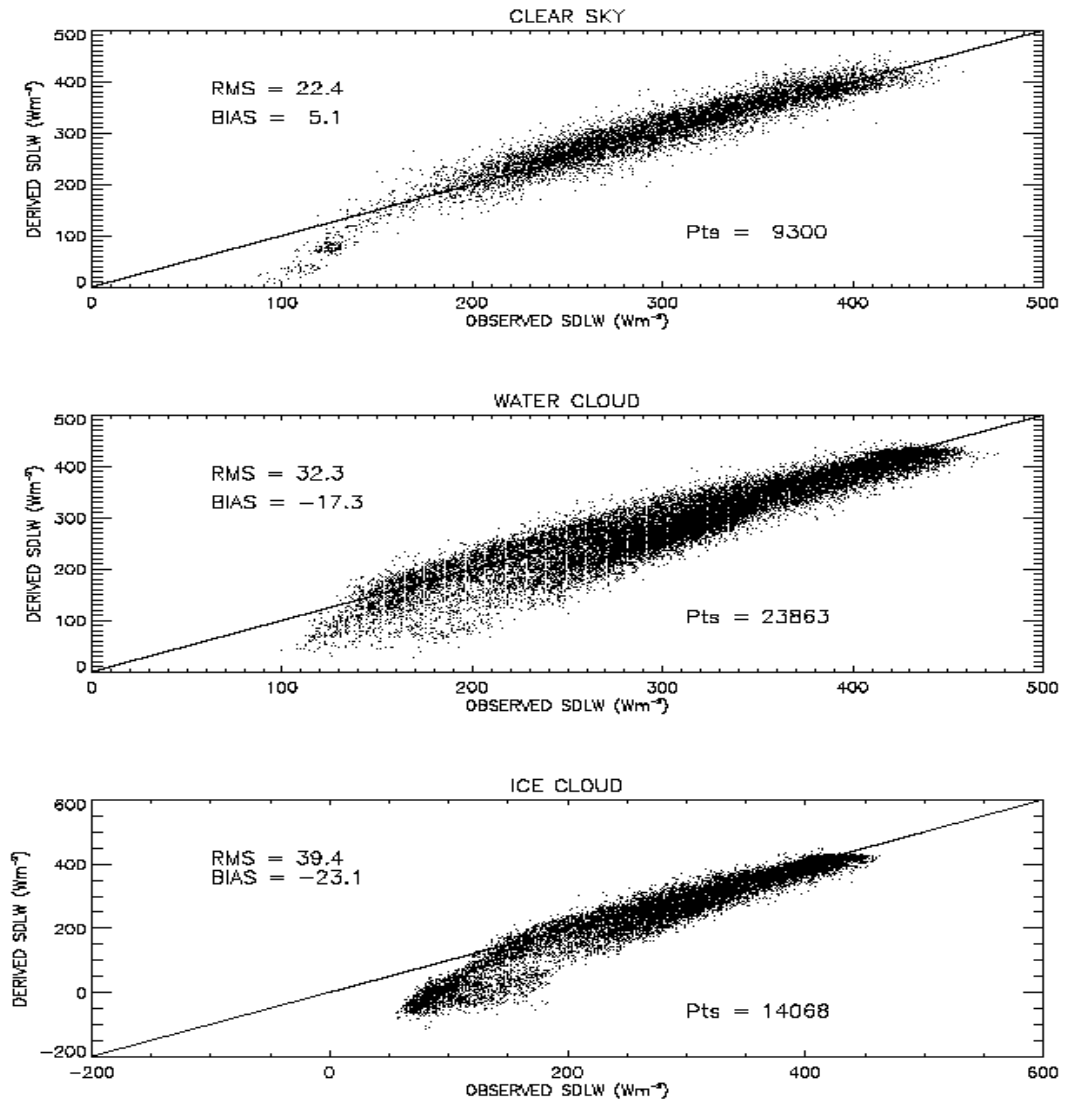 CLEAR SKY
500
400
300
200
100
0
DERIVED SDLW (Wm⁻²)
RMS = 22.4
BIAS = 5.1
Pts = 9300
0 100 200 300 400 500
OBSERVED SDLW (Wm⁻²)
WATER CLOUD
500
400
300
200
100
0
DERIVED SDLW (Wm⁻²)
RMS = 32.3
BIAS = −17.3
Pts = 23863
0 100 200 300 400 500
OBSERVED SDLW (Wm⁻²)
ICE CLOUD
600
400
200
0
−200
DERIVED SDLW (Wm⁻²)
RMS = 39.4
BIAS = −23.1
Pts = 14068
−200 0 200 400 600
OBSERVED SDLW (Wm⁻²)